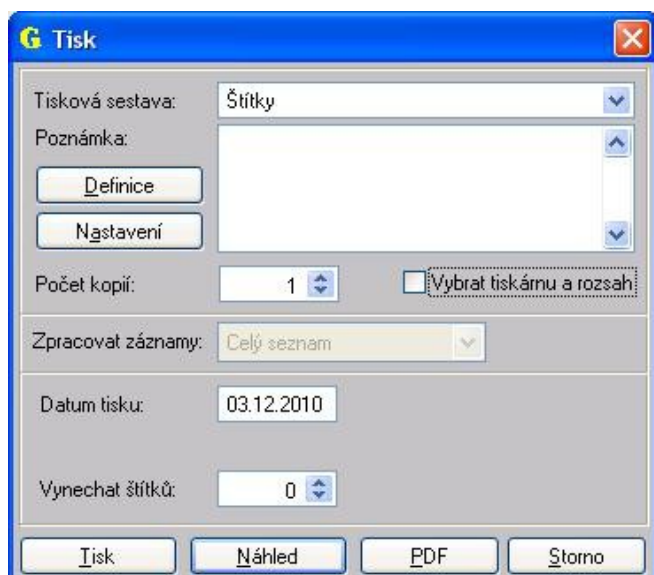 G Tisk
Tisková sestava: Štítky
Poznámka:
Definice
Nastavení
Počet kopií: 1 Vybrat tiskárnu a rozsah
Zpracovat záznamy: Celý seznam
Datum tisku: 03.12.2010
Vynechat štítků: 0
Tisk Náhled PDF Storno